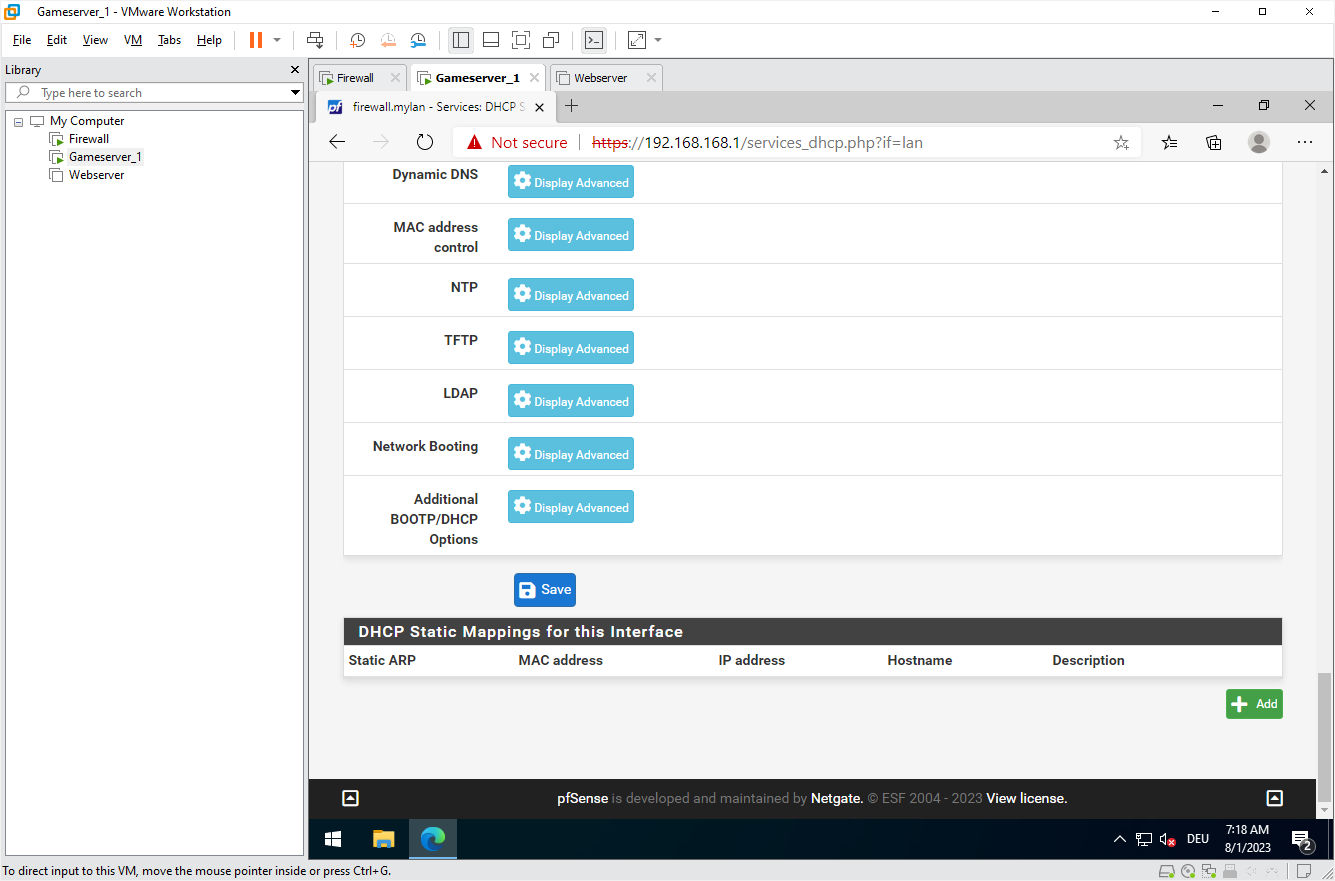 Gameserver_1 - VMware Workstation
File Edit View VM Tabs Help
Library
Type here to search
My Computer
Firewall
Gameserver_1
Webserver
Firewall Gameserver_1 Webserver
pf firewall.mylan - Services: DHCP S
Not secure https://192.168.168.1/services_dhcp.php?if=lan
Dynamic DNS Display Advanced
MAC address control Display Advanced
NTP Display Advanced
TFTP Display Advanced
LDAP Display Advanced
Network Booting Display Advanced
Additional BOOTP/DHCP Options Display Advanced
Save
DHCP Static Mappings for this Interface
Static ARP MAC address IP address Hostname Description
Add
pfSense is developed and maintained by Netgate. © ESF 2004 - 2023 View license.
DEU 7:18 AM
8/1/2023 2
To direct input to this VM, move the mouse pointer inside or press Ctrl+G.